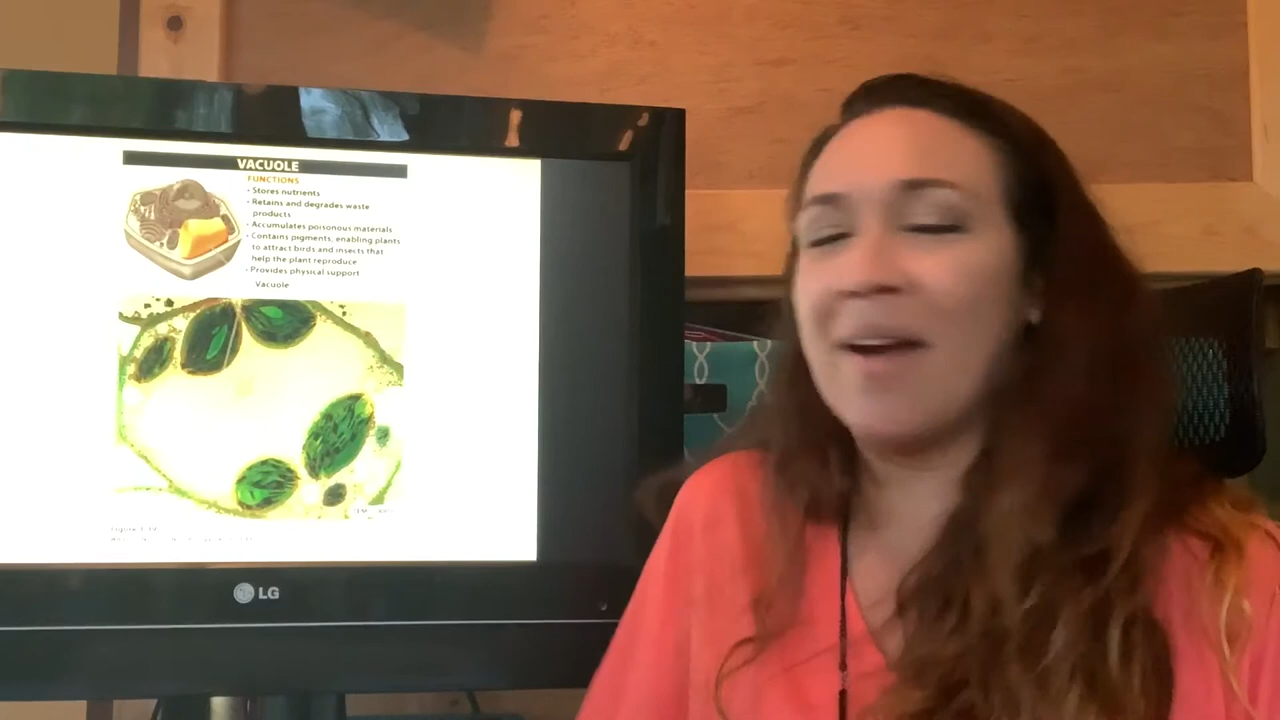 VACUOLE
FUNCTIONS
• Stores nutrients
• Retains and degrades waste
products
• Accumulates poisonous materials
• Contains pigments, enabling plants
to attract birds and insects that
help the plant reproduce
• Provides physical support
Vacuole
LG